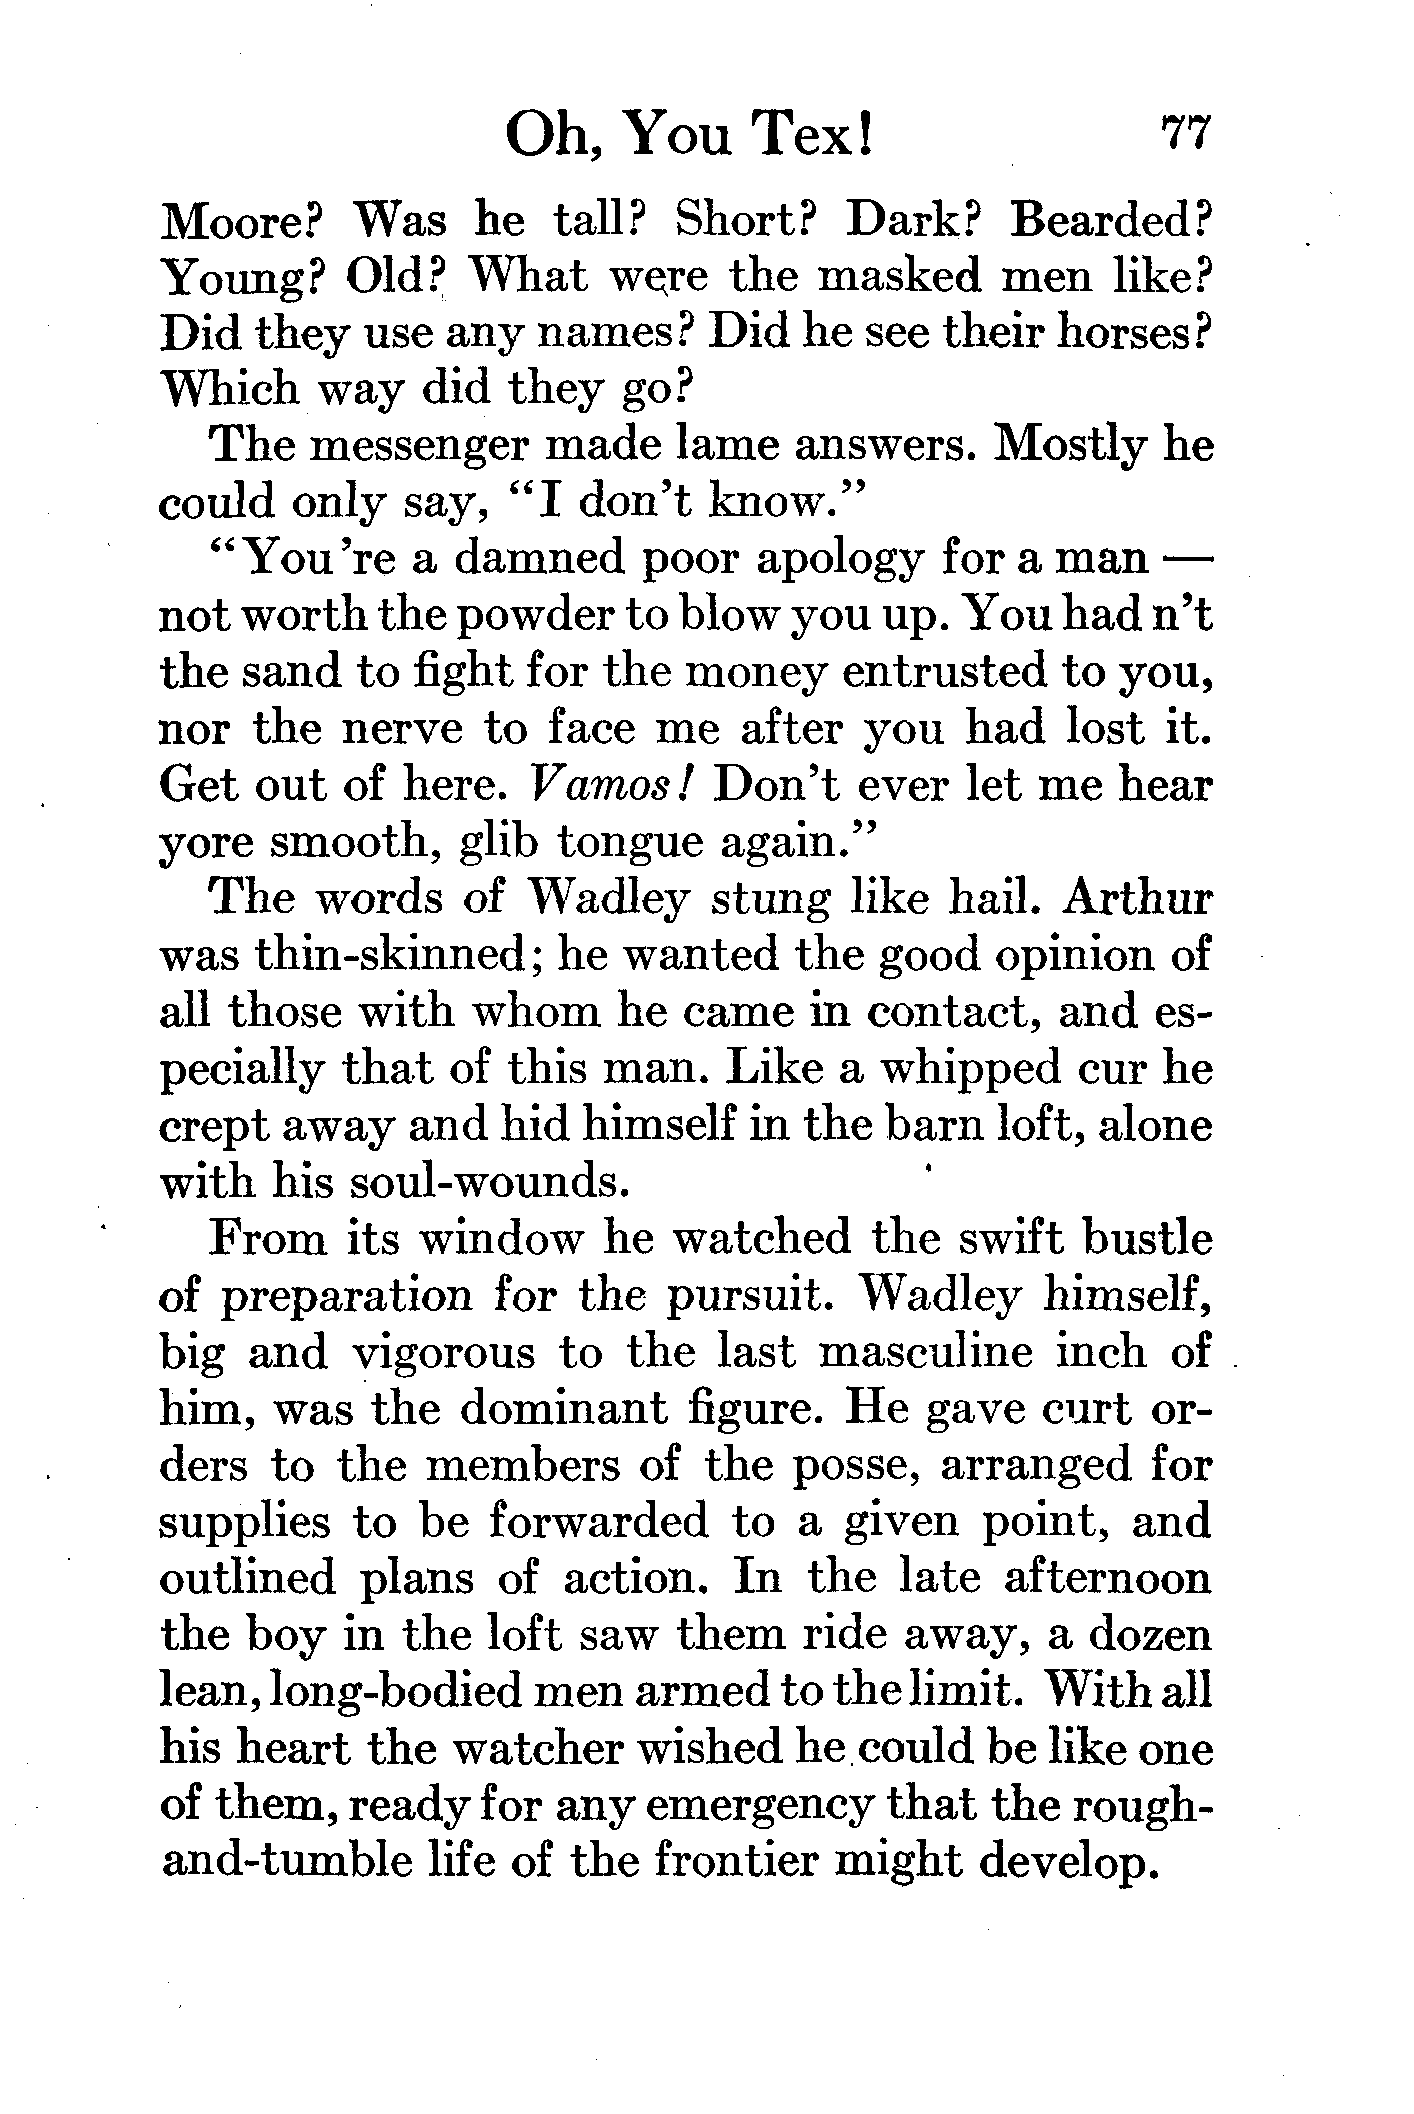 Oh, You Tex! 77
Moore? Was he tall? Short? Dark? Bearded?
Young? Old? What were the masked men like?
Did they use any names? Did he see their horses?
Which way did they go?
The messenger made lame answers. Mostly he
could only say, “I don’t know.”
“You’re a damned poor apology for a man —
not worth the powder to blow you up. You had n’t
the sand to fight for the money entrusted to you,
nor the nerve to face me after you had lost it.
Get out of here. Vamos! Don’t ever let me hear
yore smooth, glib tongue again.”
The words of Wadley stung like hail. Arthur
was thin-skinned; he wanted the good opinion of
all those with whom he came in contact, and es-
pecially that of this man. Like a whipped cur he
crept away and hid himself in the barn loft, alone
with his soul-wounds.
From its window he watched the swift bustle
of preparation for the pursuit. Wadley himself,
big and vigorous to the last masculine inch of
him, was the dominant figure. He gave curt or-
ders to the members of the posse, arranged for
supplies to be forwarded to a given point, and
outlined plans of action. In the late afternoon
the boy in the loft saw them ride away, a dozen
lean, long-bodied men armed to the limit. With all
his heart the watcher wished he could be like one
of them, ready for any emergency that the rough-
and-tumble life of the frontier might develop.